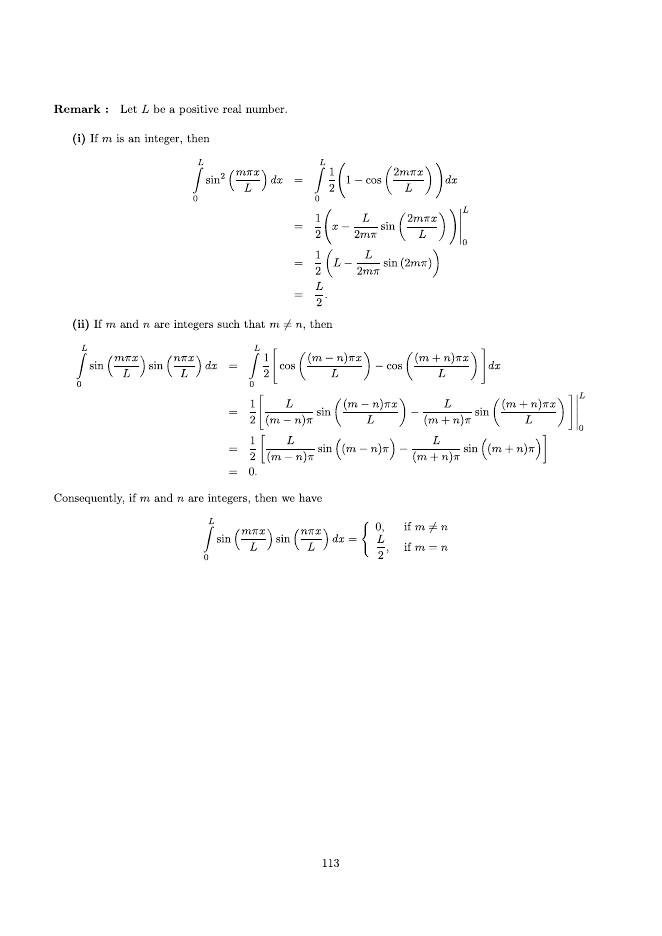 Remark : Let L be a positive real number.
(i) If m is an integer, then
∫₀ᴸ sin² (mπx/L) dx = ∫₀ᴸ 1/2 (1 − cos (2mπx/L)) dx
= 1/2 (x − L/2mπ sin (2mπx/L)) |₀ᴸ
= 1/2 (L − L/2mπ sin (2mπ))
= L/2.
(ii) If m and n are integers such that m ≠ n, then
∫₀ᴸ sin (mπx/L) sin (nπx/L) dx = ∫₀ᴸ 1/2 [cos ((m − n)πx/L) − cos ((m + n)πx/L)] dx
= 1/2 [L/(m − n)π sin ((m − n)πx/L) − L/(m + n)π sin ((m + n)πx/L)] |₀ᴸ
= 1/2 [L/(m − n)π sin ((m − n)π) − L/(m + n)π sin ((m + n)π)]
= 0.
Consequently, if m and n are integers, then we have
∫₀ᴸ sin (mπx/L) sin (nπx/L) dx = { 0, if m ≠ n
L/2, if m = n
113